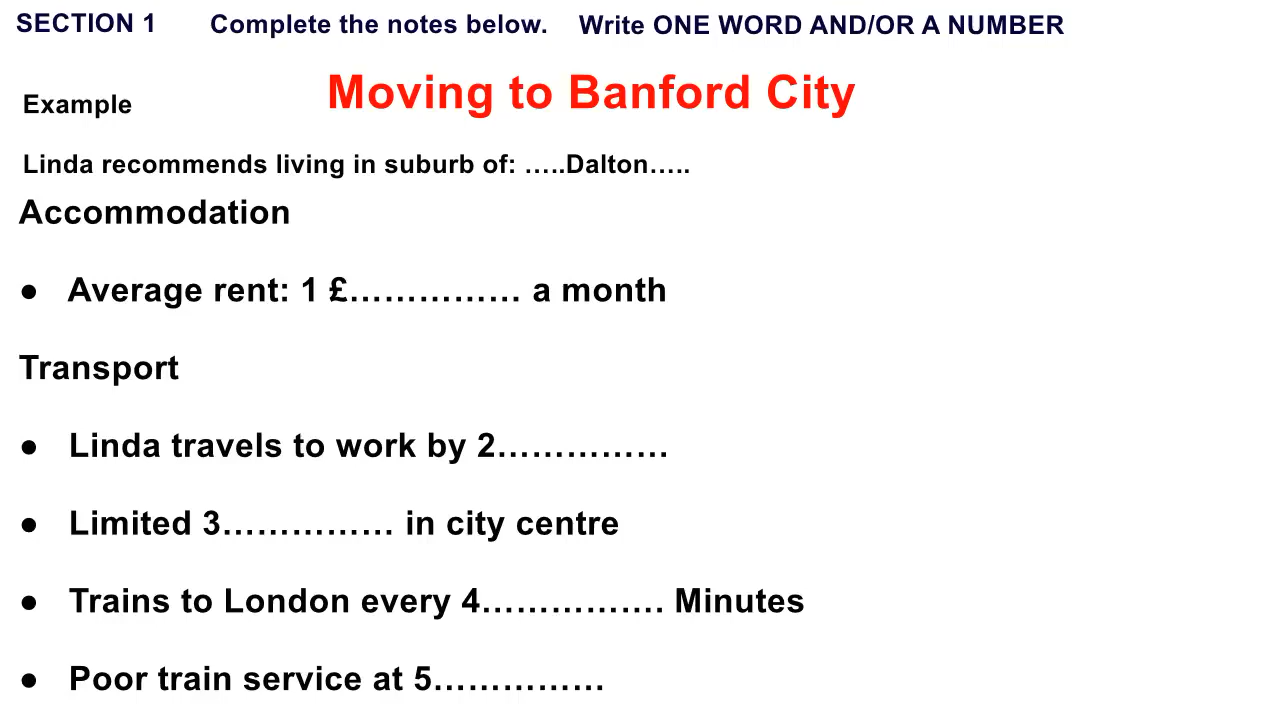 SECTION 1 Complete the notes below. Write ONE WORD AND/OR A NUMBER
Moving to Banford City
Example
Linda recommends living in suburb of: …..Dalton…..
Accommodation
● Average rent: 1 £…………… a month
Transport
● Linda travels to work by 2……………
● Limited 3…………… in city centre
● Trains to London every 4……………. Minutes
● Poor train service at 5……………